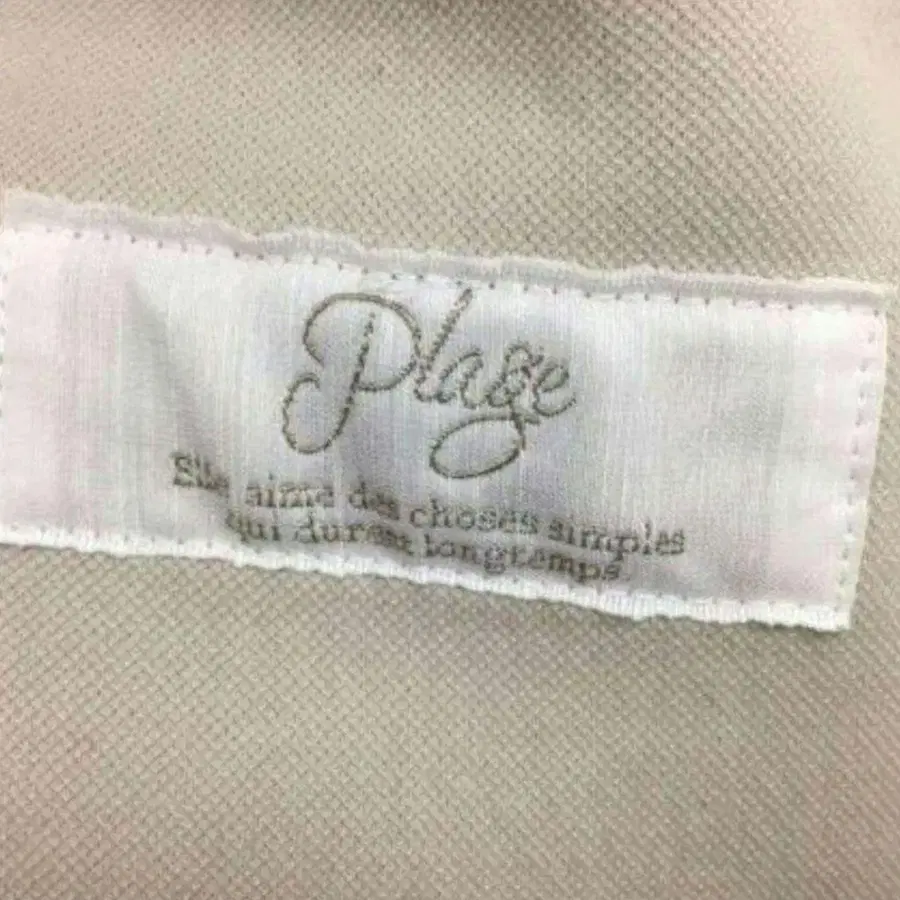 Plage
Elle aime des choses simples
qui durent longtemps